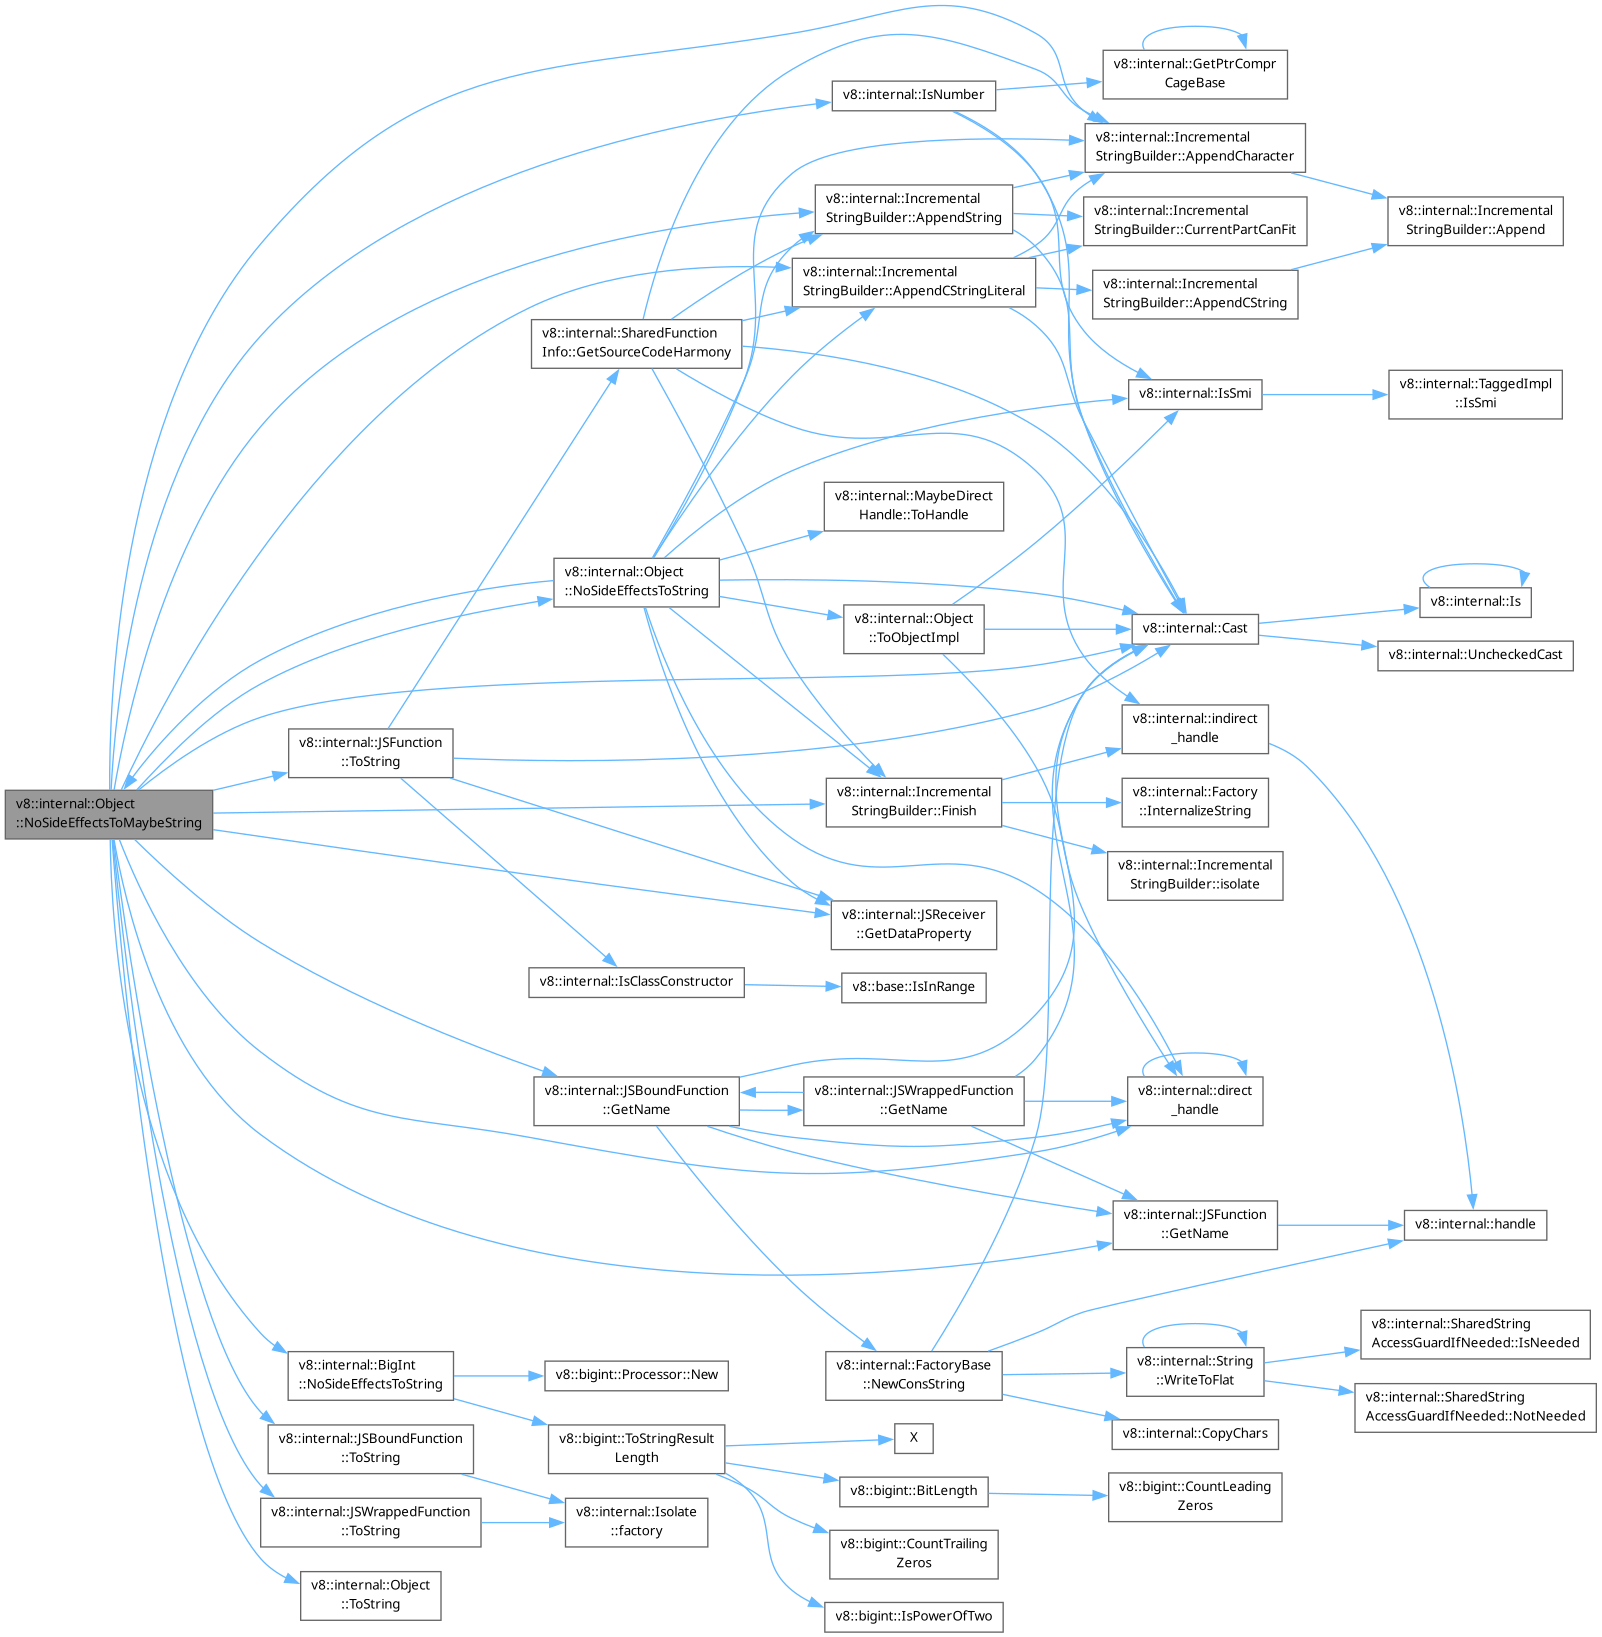 v8::internal::GetPtrCompr
CageBase
v8::internal::IsNumber
v8::internal::Incremental
StringBuilder::AppendCharacter
v8::internal::Incremental
StringBuilder::AppendString
v8::internal::Incremental
StringBuilder::CurrentPartCanFit
v8::internal::Incremental
StringBuilder::Append
v8::internal::Incremental
StringBuilder::AppendCStringLiteral
v8::internal::Incremental
StringBuilder::AppendCString
v8::internal::SharedFunction
Info::GetSourceCodeHarmony
v8::internal::IsSmi
v8::internal::TaggedImpl
::IsSmi
v8::internal::MaybeDirect
Handle::ToHandle
v8::internal::Object
::NoSideEffectsToString
v8::internal::Object
::ToObjectImpl
v8::internal::Cast
v8::internal::Is
v8::internal::UncheckedCast
v8::internal::JSFunction
::ToString
v8::internal::indirect
_handle
v8::internal::Object
::NoSideEffectsToMaybeString
v8::internal::Incremental
StringBuilder::Finish
v8::internal::Factory
::InternalizeString
v8::internal::Incremental
StringBuilder::isolate
v8::internal::JSReceiver
::GetDataProperty
v8::internal::IsClassConstructor
v8::base::IsInRange
v8::internal::JSBoundFunction
::GetName
v8::internal::JSWrappedFunction
::GetName
v8::internal::direct
_handle
v8::internal::JSFunction
::GetName
v8::internal::handle
v8::internal::BigInt
::NoSideEffectsToString
v8::bigint::Processor::New
v8::internal::FactoryBase
::NewConsString
v8::internal::String
::WriteToFlat
v8::internal::SharedString
AccessGuardIfNeeded::IsNeeded
v8::internal::SharedString
AccessGuardIfNeeded::NotNeeded
v8::internal::JSBoundFunction
::ToString
v8::bigint::ToStringResult
Length
X
v8::internal::CopyChars
v8::bigint::BitLength
v8::bigint::CountLeading
Zeros
v8::internal::JSWrappedFunction
::ToString
v8::internal::Isolate
::factory
v8::bigint::CountTrailing
Zeros
v8::internal::Object
::ToString
v8::bigint::IsPowerOfTwo